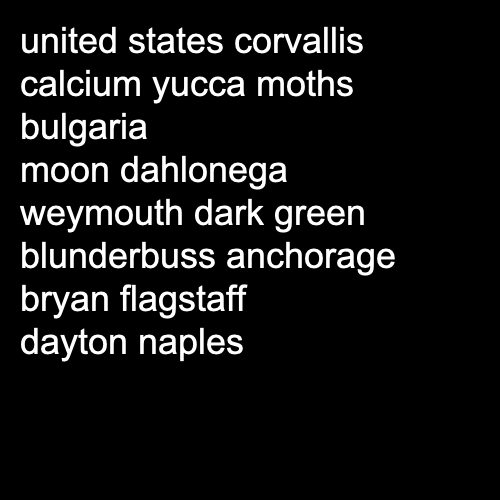 united states corvallis
calcium yucca moths
bulgaria
moon dahlonega
weymouth dark green
blunderbuss anchorage
bryan flagstaff
dayton naples